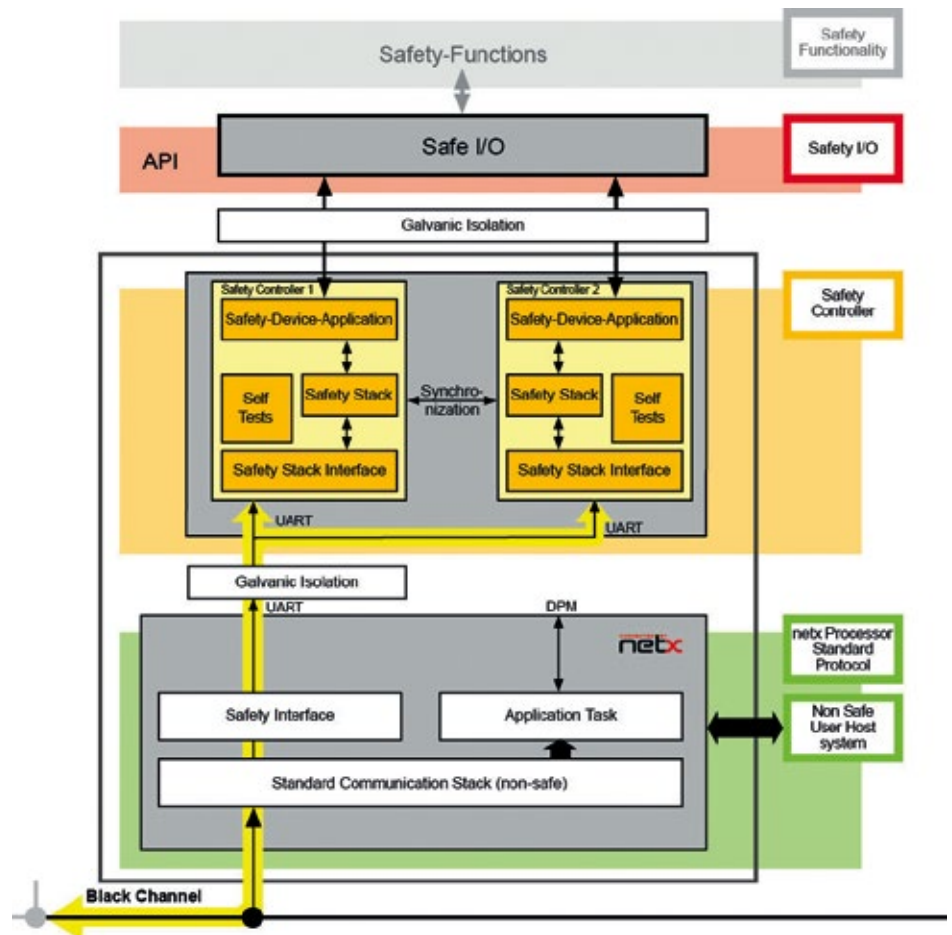 Safety-Functions
Safety
Functionality
API
Safe I/O
Safety I/O
Galvanic Isolation
Safety Controller 1
Safety Controller 2
Safety-Device-Application
Safety-Device-Application
Safety
Controller
Self
Tests
Safety Stack
Synchro-
nization
Safety Stack
Self
Tests
Safety Stack Interface
Safety Stack Interface
UART
UART
Galvanic Isolation
UART
DPM
netx
netx Processor
Standard
Protocol
Safety Interface
Application Task
Non Safe
User Host
system
Standard Communication Stack (non-safe)
Black Channel